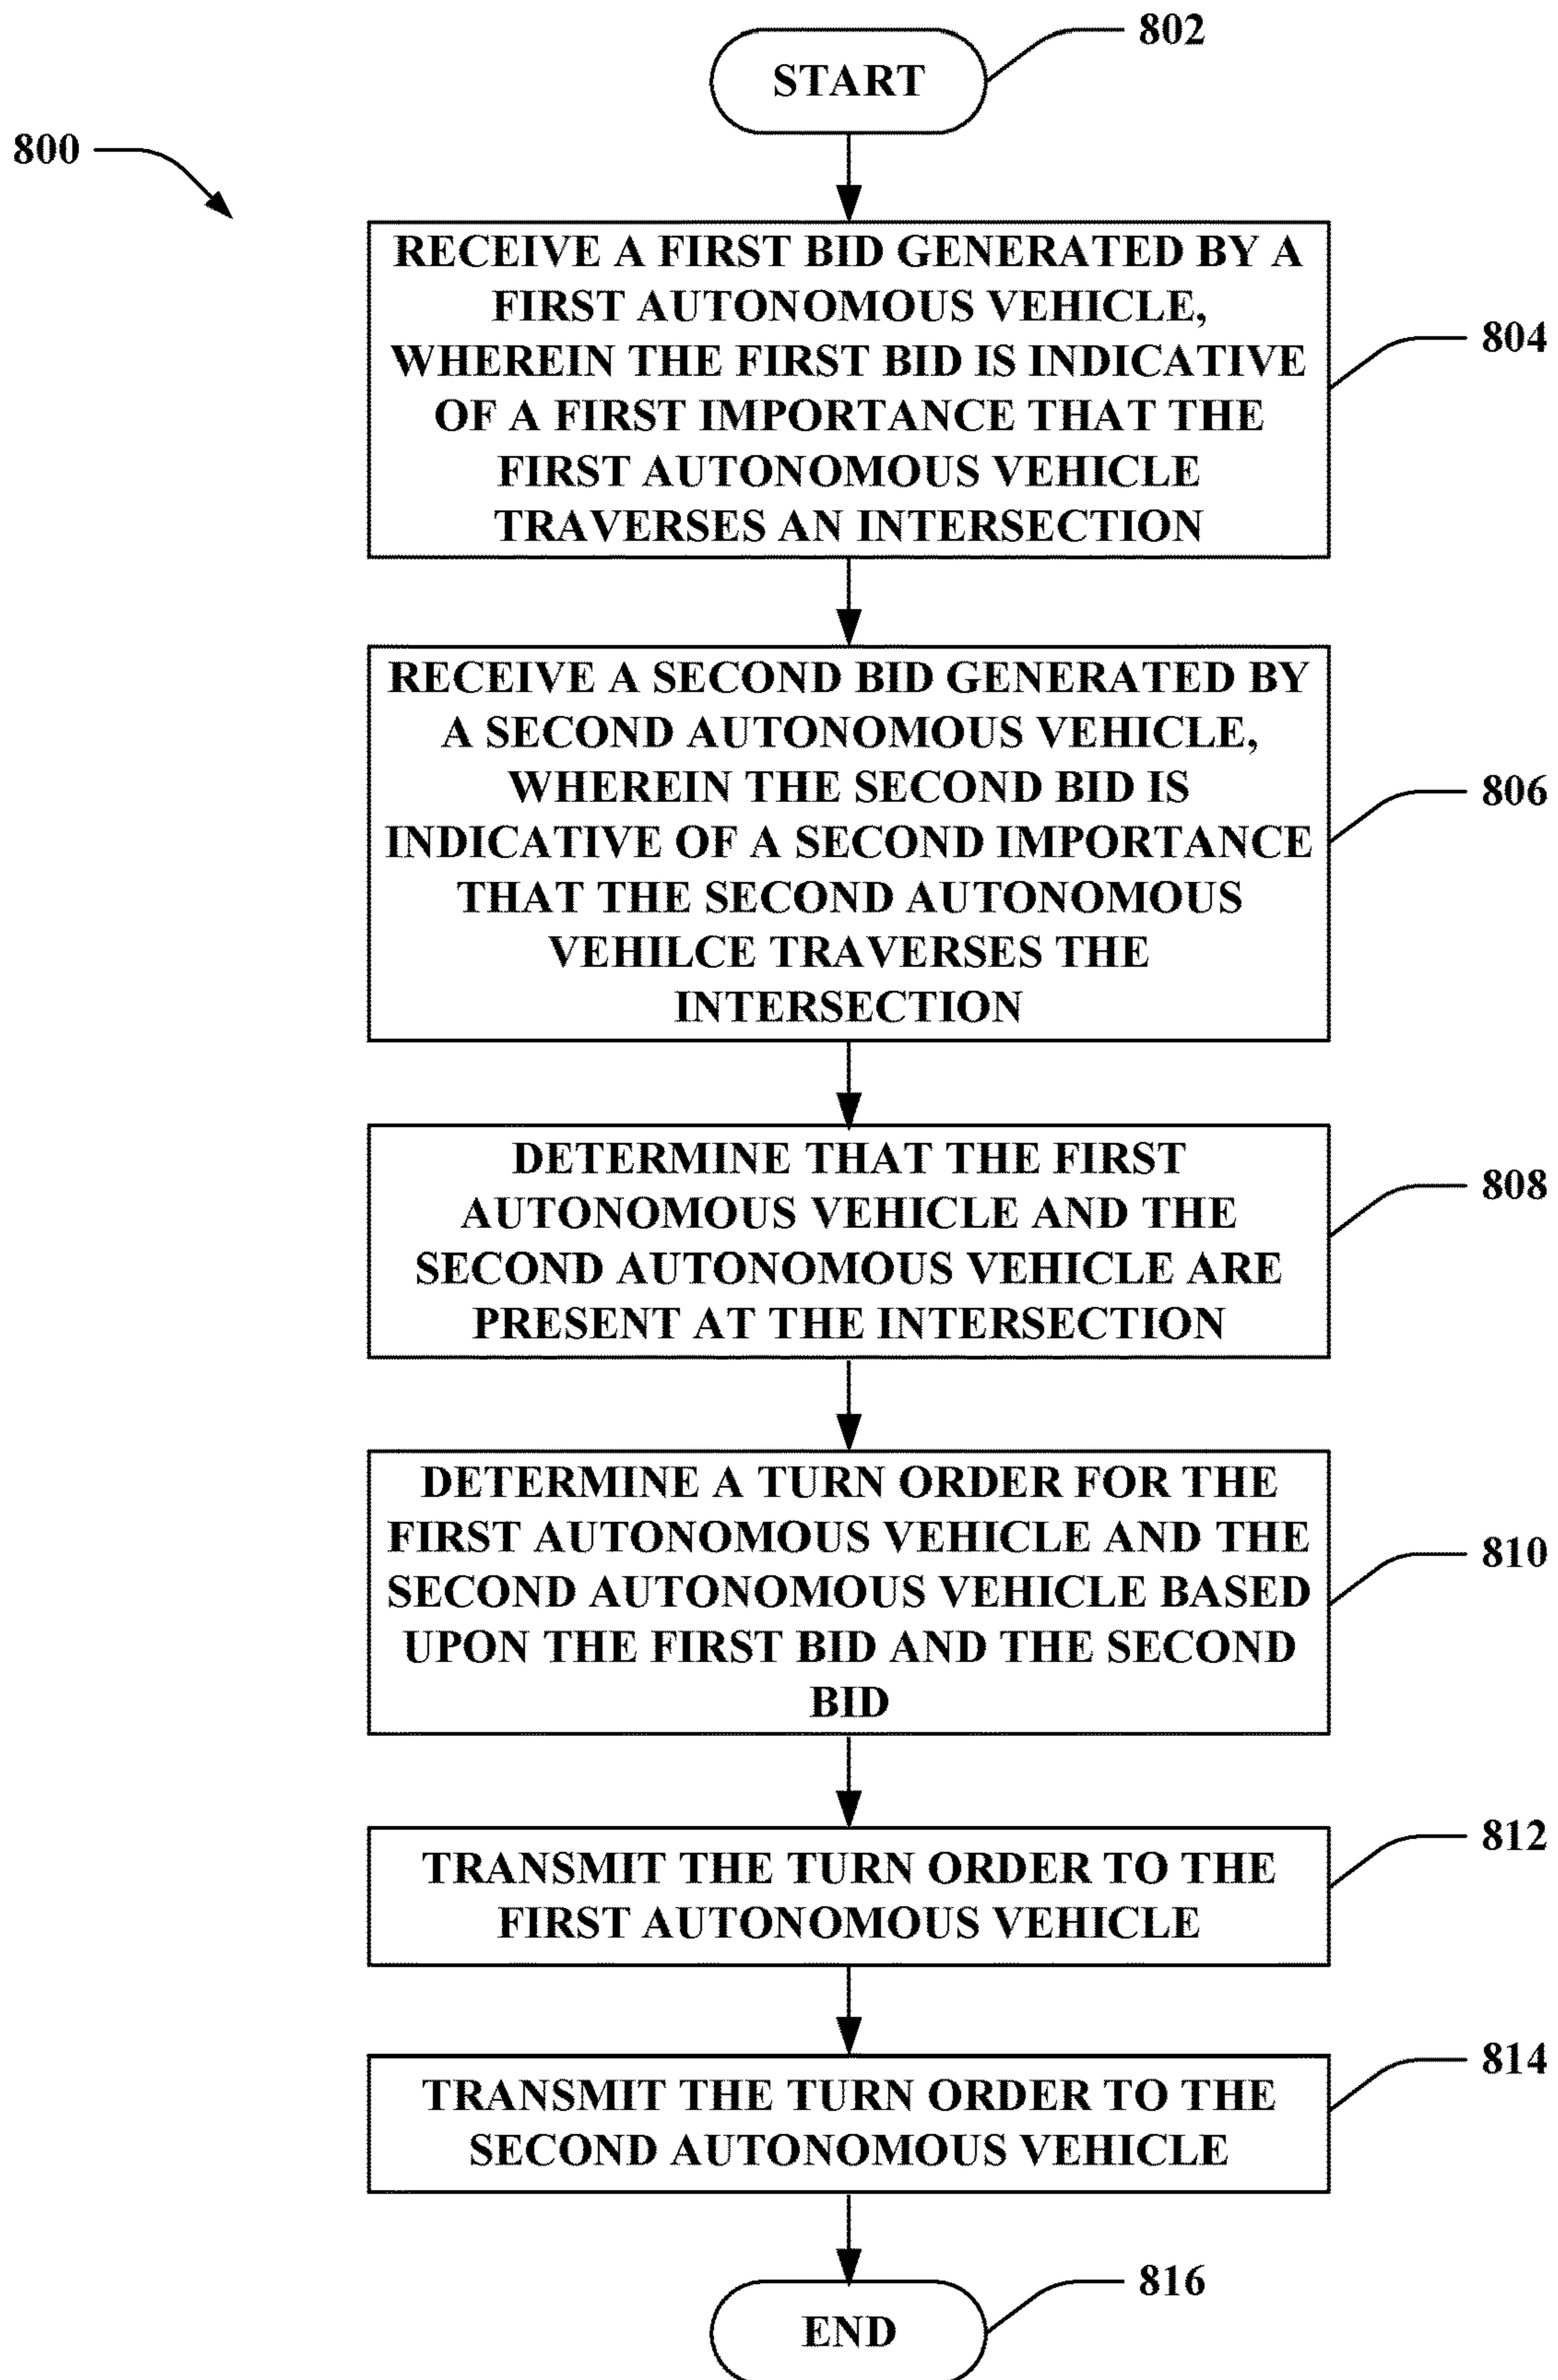 802
START
800
RECEIVE A FIRST BID GENERATED BY A
FIRST AUTONOMOUS VEHICLE,
WHEREIN THE FIRST BID IS INDICATIVE
OF A FIRST IMPORTANCE THAT THE
FIRST AUTONOMOUS VEHICLE
TRAVERSES AN INTERSECTION
804
RECEIVE A SECOND BID GENERATED BY
A SECOND AUTONOMOUS VEHICLE,
WHEREIN THE SECOND BID IS
INDICATIVE OF A SECOND IMPORTANCE
THAT THE SECOND AUTONOMOUS
VEHILCE TRAVERSES THE
INTERSECTION
806
DETERMINE THAT THE FIRST
AUTONOMOUS VEHICLE AND THE
SECOND AUTONOMOUS VEHICLE ARE
PRESENT AT THE INTERSECTION
808
DETERMINE A TURN ORDER FOR THE
FIRST AUTONOMOUS VEHICLE AND THE
SECOND AUTONOMOUS VEHICLE BASED
UPON THE FIRST BID AND THE SECOND
BID
810
TRANSMIT THE TURN ORDER TO THE
FIRST AUTONOMOUS VEHICLE
812
TRANSMIT THE TURN ORDER TO THE
SECOND AUTONOMOUS VEHICLE
814
816
END